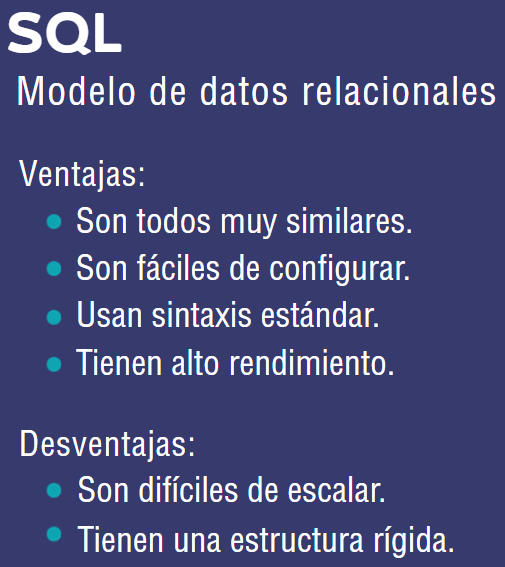 SQL
Modelo de datos relacionales
Ventajas:
Son todos muy similares.
Son fáciles de configurar.
Usan sintaxis estándar.
Tienen alto rendimiento.
Desventajas:
Son difíciles de escalar.
Tienen una estructura rígida.